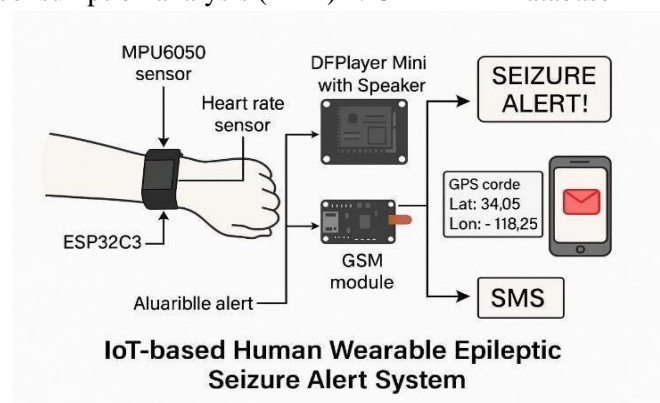 MPU6050
sensor
Heart rate
sensor
ESP32C3
Aluariblle alert
DFPlayer Mini
with Speaker
GSM
module
SEIZURE
ALERT!
GPS corde
Lat: 34,05
Lon: - 118,25
SMS
IoT-based Human Wearable Epileptic
Seizure Alert System